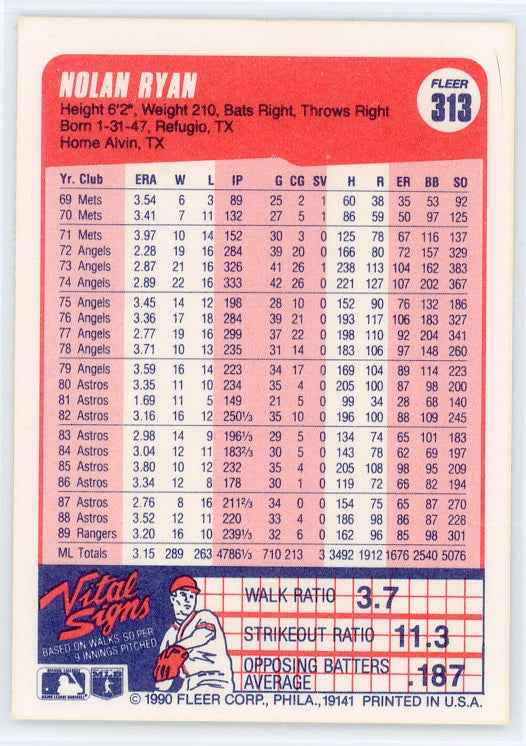 NOLAN RYAN
FLEER
313
Height 6'2", Weight 210, Bats Right, Throws Right
Born 1-31-47, Refugio, TX
Home Alvin, TX
Yr. Club ERA W L IP G CG SV H R ER BB SO
69 Mets 3.54 6 3 89 25 2 1 60 38 35 53 92
70 Mets 3.41 7 11 132 27 5 1 86 59 50 97 125
71 Mets 3.97 10 14 152 30 3 0 125 78 67 116 137
72 Angels 2.28 19 16 284 39 20 0 166 80 72 157 329
73 Angels 2.87 21 16 326 41 26 1 238 113 104 162 383
74 Angels 2.89 22 16 333 42 26 0 221 127 107 202 367
75 Angels 3.45 14 12 198 28 10 0 152 90 76 132 186
76 Angels 3.36 17 18 284 39 21 0 193 117 106 183 327
77 Angels 2.77 19 16 299 37 22 0 198 110 92 204 341
78 Angels 3.71 10 13 235 31 14 0 183 106 97 148 260
79 Angels 3.59 16 14 223 34 17 0 169 104 89 114 223
80 Astros 3.35 11 10 234 35 4 0 205 100 87 98 200
81 Astros 1.69 11 5 149 21 5 0 99 34 28 68 140
82 Astros 3.16 16 12 250⅓ 35 10 0 196 100 88 109 245
83 Astros 2.98 14 9 196⅓ 29 5 0 134 74 65 101 183
84 Astros 3.04 12 11 183⅔ 30 5 0 143 78 62 69 197
85 Astros 3.80 10 12 232 35 4 0 205 108 98 95 209
86 Astros 3.34 12 8 178 30 1 0 119 72 66 82 194
87 Astros 2.76 8 16 211⅔ 34 0 0 154 75 65 87 270
88 Astros 3.52 12 11 220 33 4 0 186 98 86 87 228
89 Rangers 3.20 16 10 239⅓ 32 6 0 162 96 85 98 301
ML Totals 3.15 289 263 4786⅓ 710 213 3 3492 1912 1676 2540 5076
Vital
Signs
BASED ON WALKS, SO PER
9 INNINGS PITCHED
WALK RATIO 3.7
STRIKEOUT RATIO 11.3
OPPOSING BATTERS
AVERAGE .187
© 1990 FLEER CORP., PHILA., 19141 PRINTED IN U.S.A.